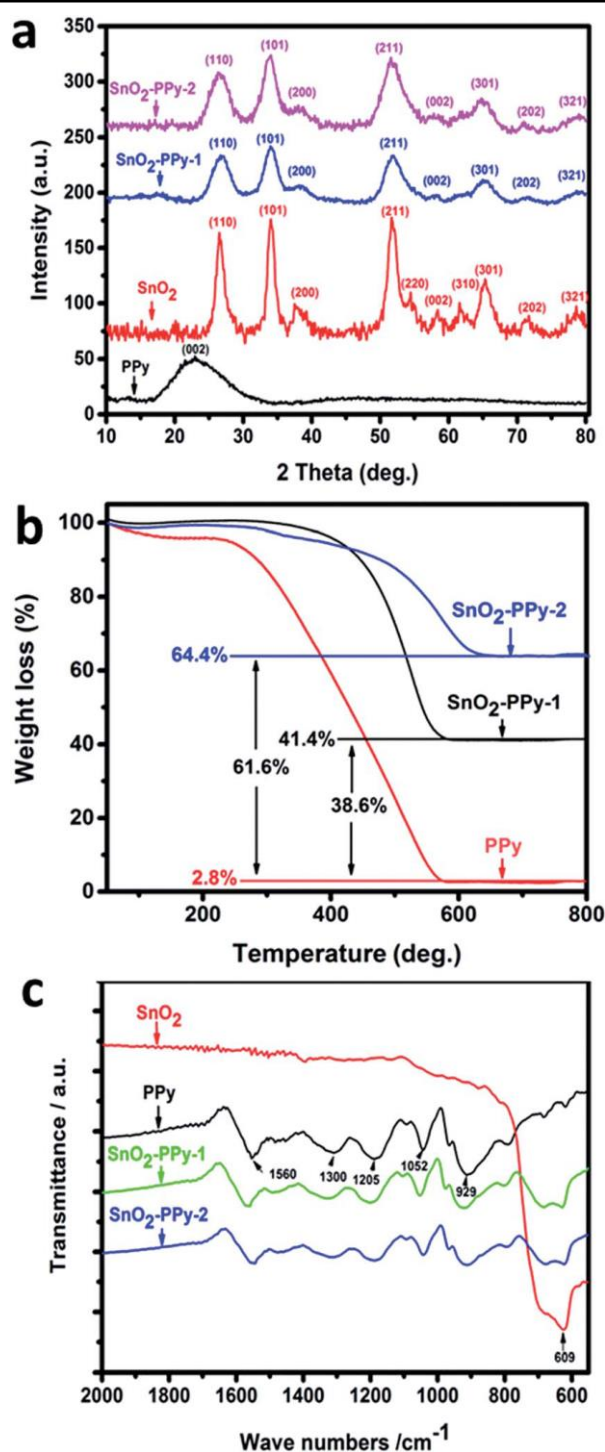 a
350
300
250
200
150
100
50
0
Intensity (a.u.)
SnO2-PPy-2
(110)
(101)
(200)
(211)
(002)
(301)
(202)
(321)
SnO2-PPy-1
(110)
(101)
(200)
(211)
(002)
(301)
(202)
(321)
SnO2
(110)
(101)
(200)
(211)
(220)
(002)
(310)
(301)
(202)
(321)
PPy
(002)
10 20 30 40 50 60 70 80
2 Theta (deg.)
b
100
80
60
40
20
0
Weight loss (%)
SnO2-PPy-2
64.4%
SnO2-PPy-1
41.4%
61.6%
38.6%
PPy
2.8%
200 400 600 800
Temperature (deg.)
c
Transmittance / a.u.
SnO2
PPy
SnO2-PPy-1
SnO2-PPy-2
1560
1300
1205
1052
929
609
2000 1800 1600 1400 1200 1000 800 600
Wave numbers /cm-1